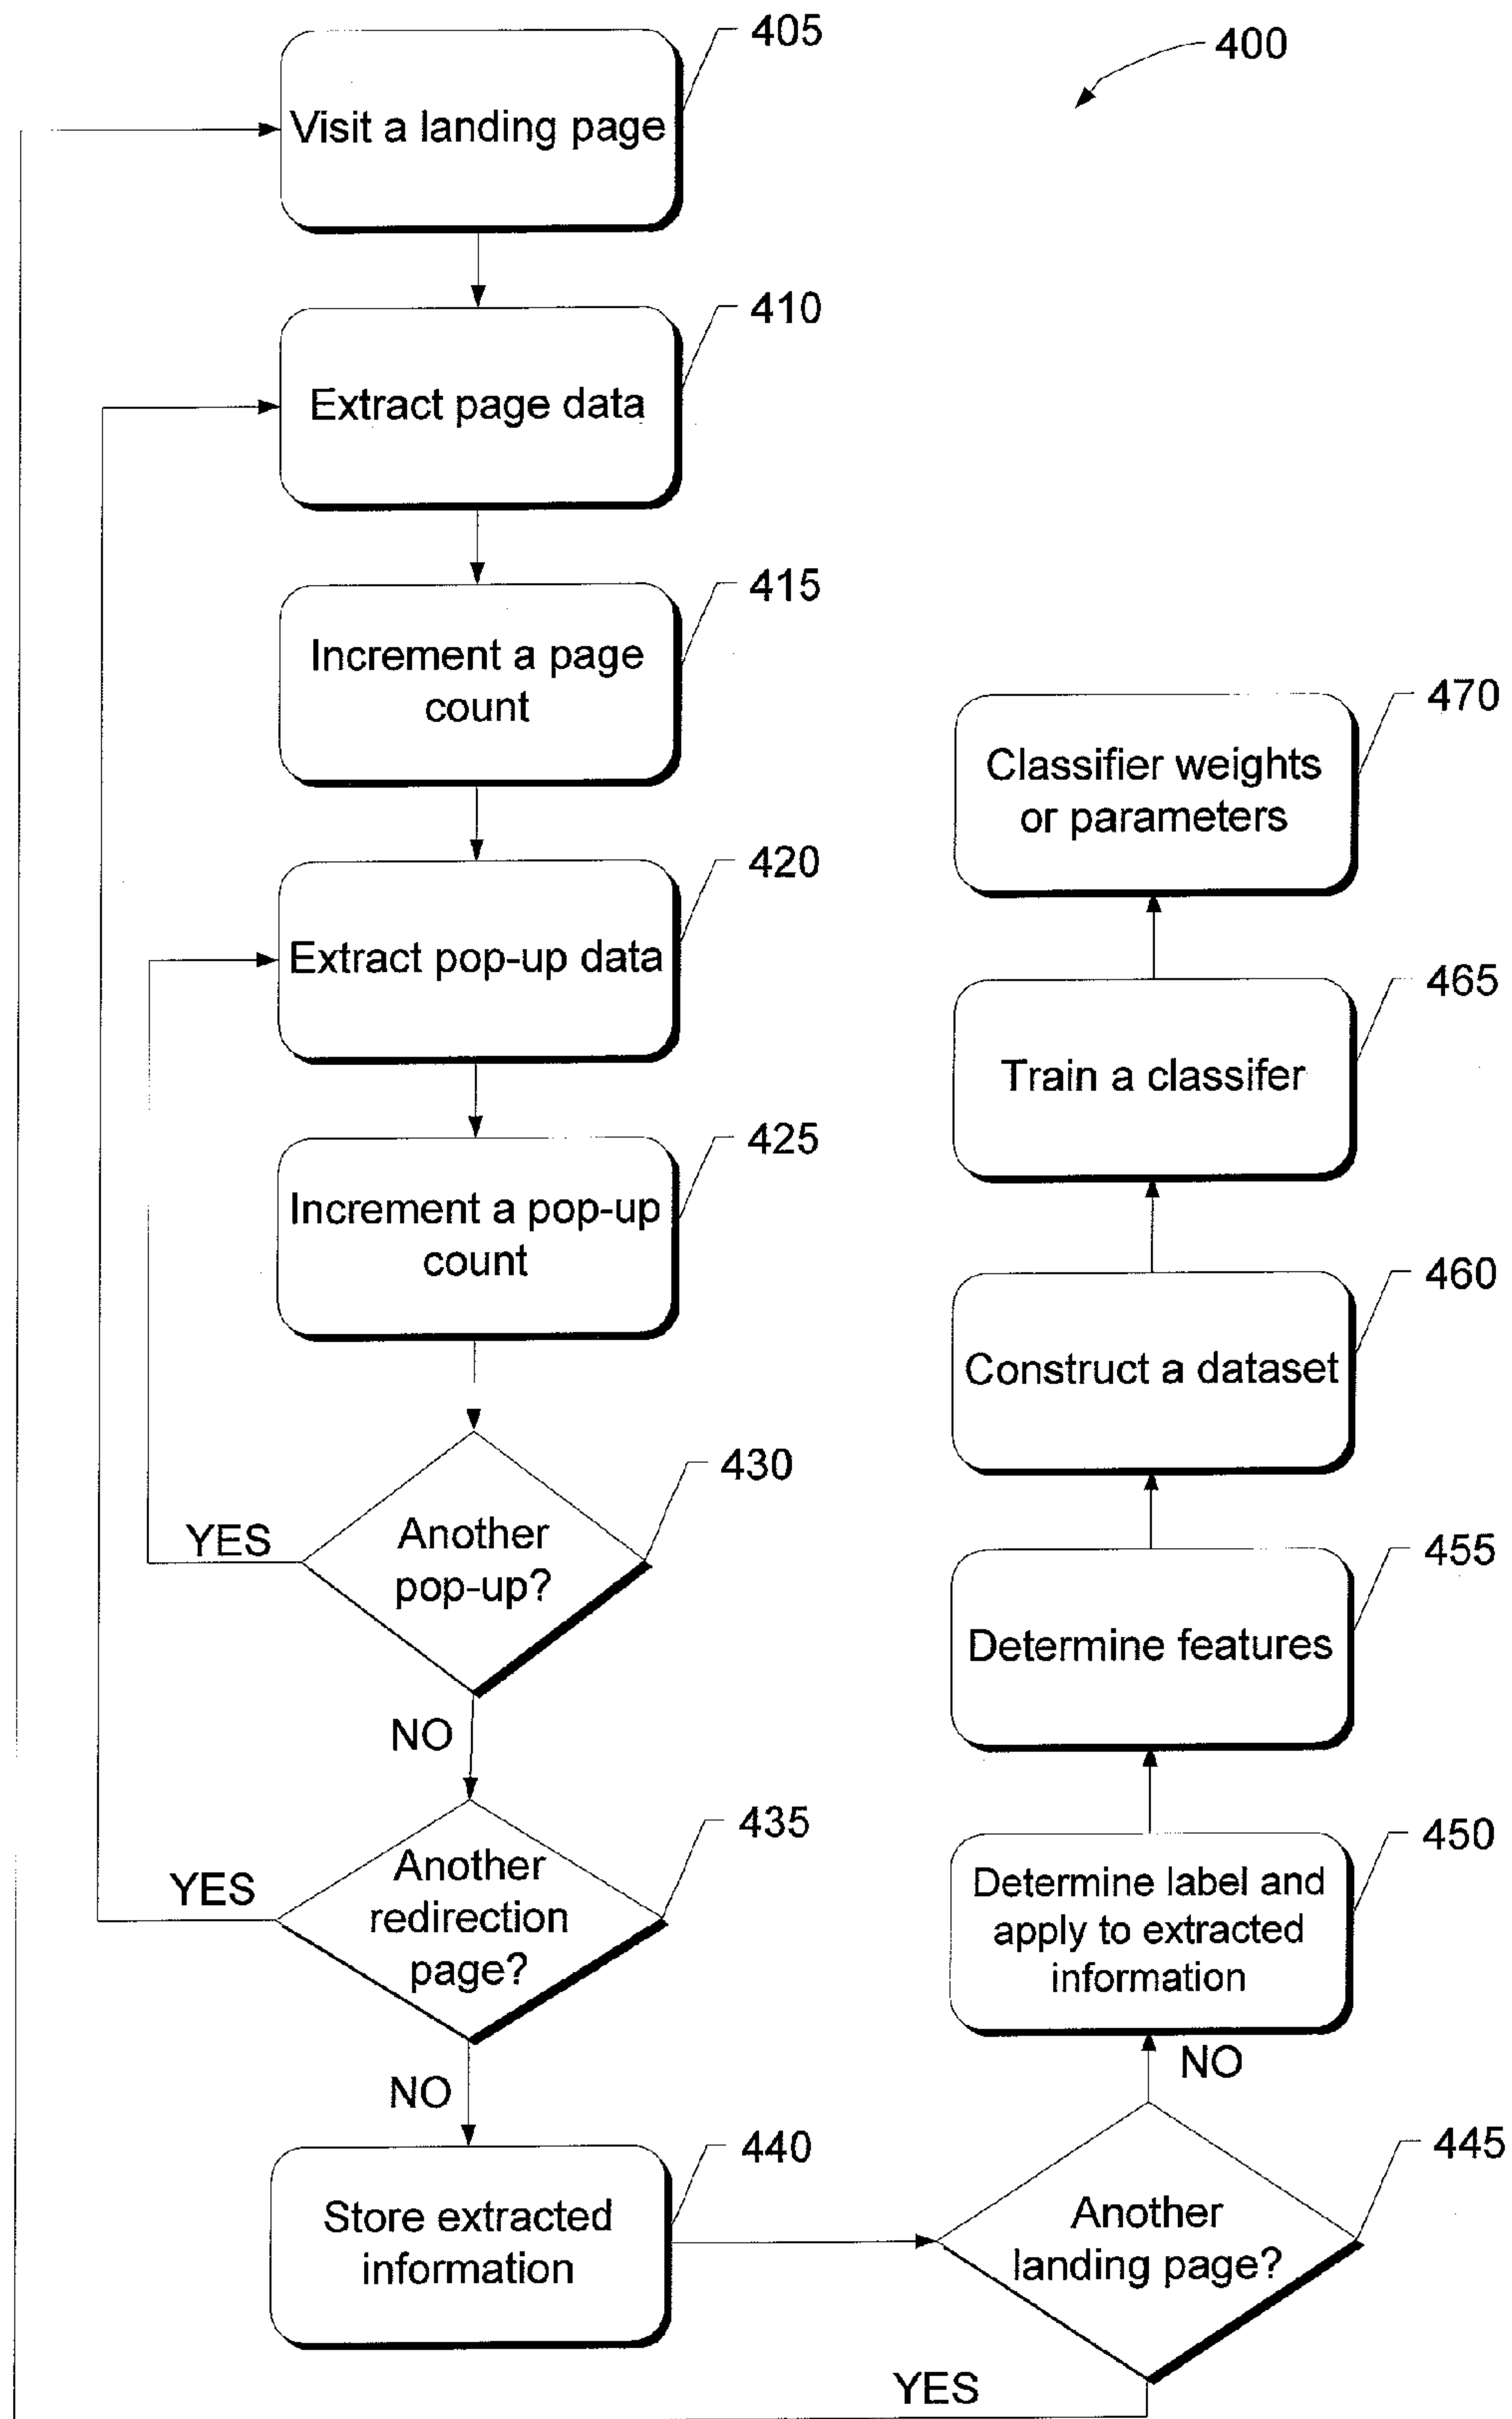 405
400
Visit a landing page
410
Extract page data
415
Increment a page
count
420
Extract pop-up data
425
Increment a pop-up
count
430
Another
pop-up?
YES
NO
435
Another
redirection
page?
YES
NO
440
Store extracted
information
445
Another
landing page?
YES
NO
450
Determine label and
apply to extracted
information
455
Determine features
460
Construct a dataset
465
Train a classifer
470
Classifier weights
or parameters